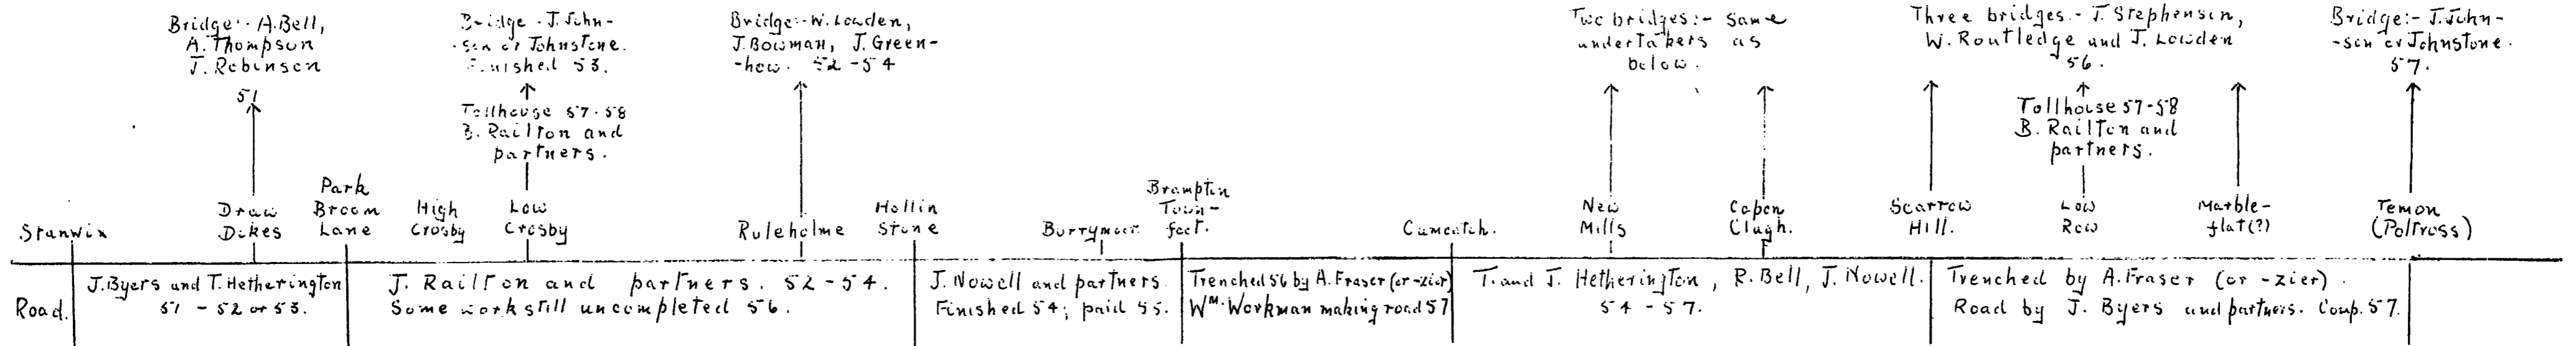 Bridge:- A.Bell,
A.Thompson
J. Robinson
51
Bridge - J. John-
-son or Johnstone.
Finished 53.
Tollhouse 57-58
B. Railton and
partners.
Bridge:- W. Lowden,
J. Bowman, J. Green-
-how. 52-54
Two bridges:- Same
undertakers as
below.
Three bridges.- J. Stephenson,
W. Routledge and J. Lowden
56.
Tollhouse 57-58
B. Railton and
partners.
Bridge:- J. John-
-son or Johnstone.
57.
Stanwix
Draw
Dikes
Park
Broom
Lane
High
Crosby
Low
Crosby
Ruleholme
Hollin
Stone
Burrymoor
Brampton
Town-
foot.
Cumcatch.
New
Mills
Capon
Clugh.
Scarrow
Hill.
Low
Row
Marble-
flat(?)
Temon
(Poltross)
Road.
J. Byers and T. Hetherington
51 - 52 or 53.
J. Railton and partners. 52-54.
Some work still uncompleted 56.
J. Nowell and partners
Finished 54; paid 55.
Trenched 56 by A. Fraser (or -zier)
Wm. Workman making road 57
T. and J. Hetherington, R. Bell, J. Nowell.
54 - 57.
Trenched by A. Fraser (or -zier).
Road by J. Byers and partners. Comp. 57.